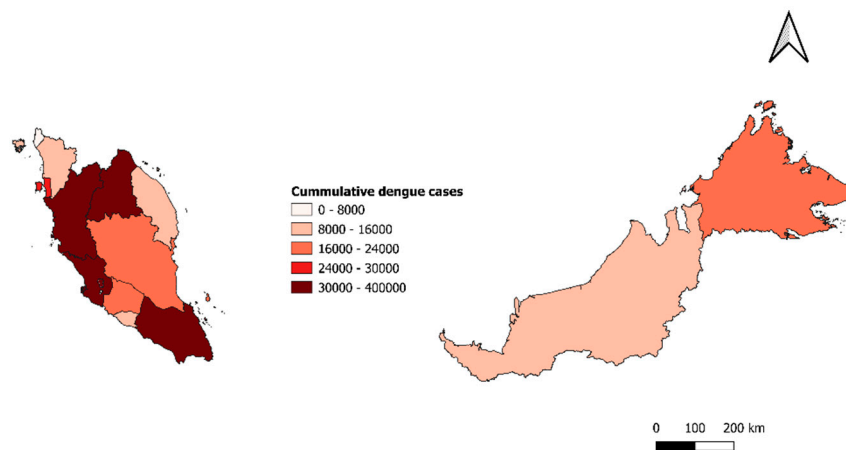 Cummulative dengue cases
0 - 8000
8000 - 16000
16000 - 24000
24000 - 30000
30000 - 400000
0 100 200 km